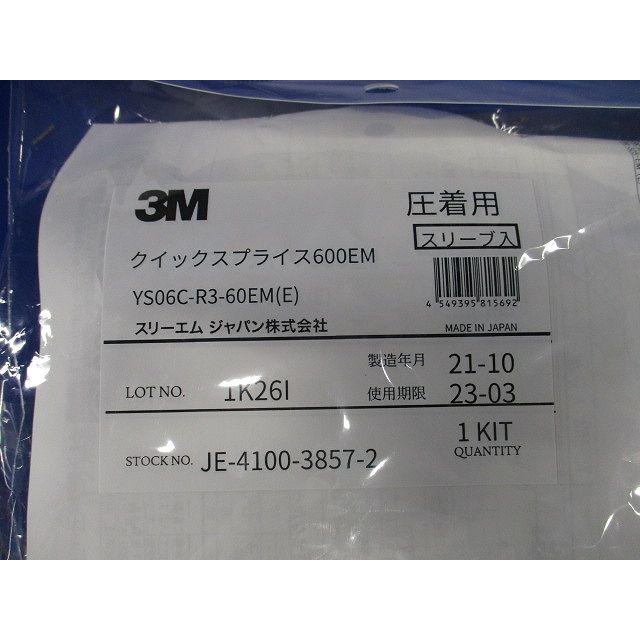 3M
圧着用
スリーブ入
クイックスプライス600EM
YS06C-R3-60EM(E)
4 549395 815692
スリーエム ジャパン株式会社
MADE IN JAPAN
製造年月 21-10
LOT NO. 1K26I
使用期限 23-03
1 KIT
STOCK NO. JE-4100-3857-2
QUANTITY